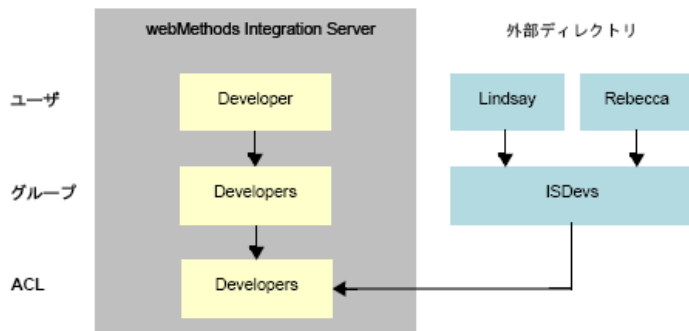 webMethods Integration Server
外部ディレクトリ
ユーザ
Developer
Lindsay
Rebecca
グループ
Developers
ISDevs
ACL
Developers